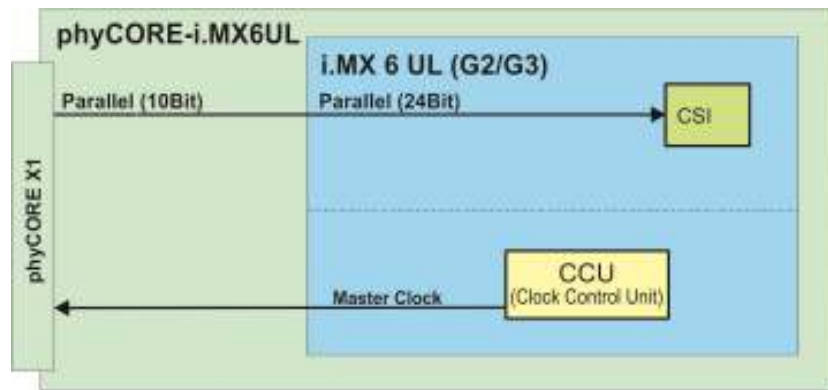 phyCORE-i.MX6UL
i.MX 6 UL (G2/G3)
Parallel (10Bit)
Parallel (24Bit)
CSI
phyCORE X1
CCU
(Clock Control Unit)
Master Clock